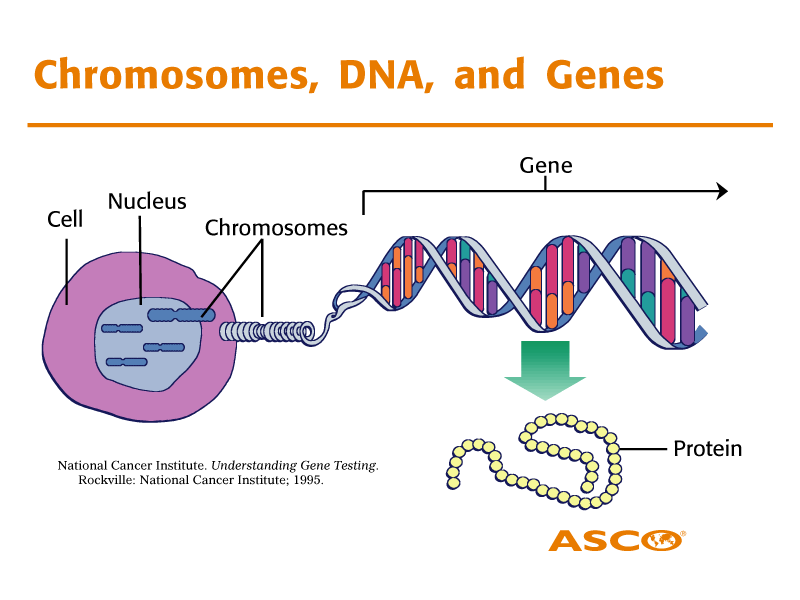 Chromosomes, DNA, and Genes
Gene
Nucleus
Cell
Chromosomes
Protein
National Cancer Institute. Understanding Gene Testing.
Rockville: National Cancer Institute; 1995.
ASCO®